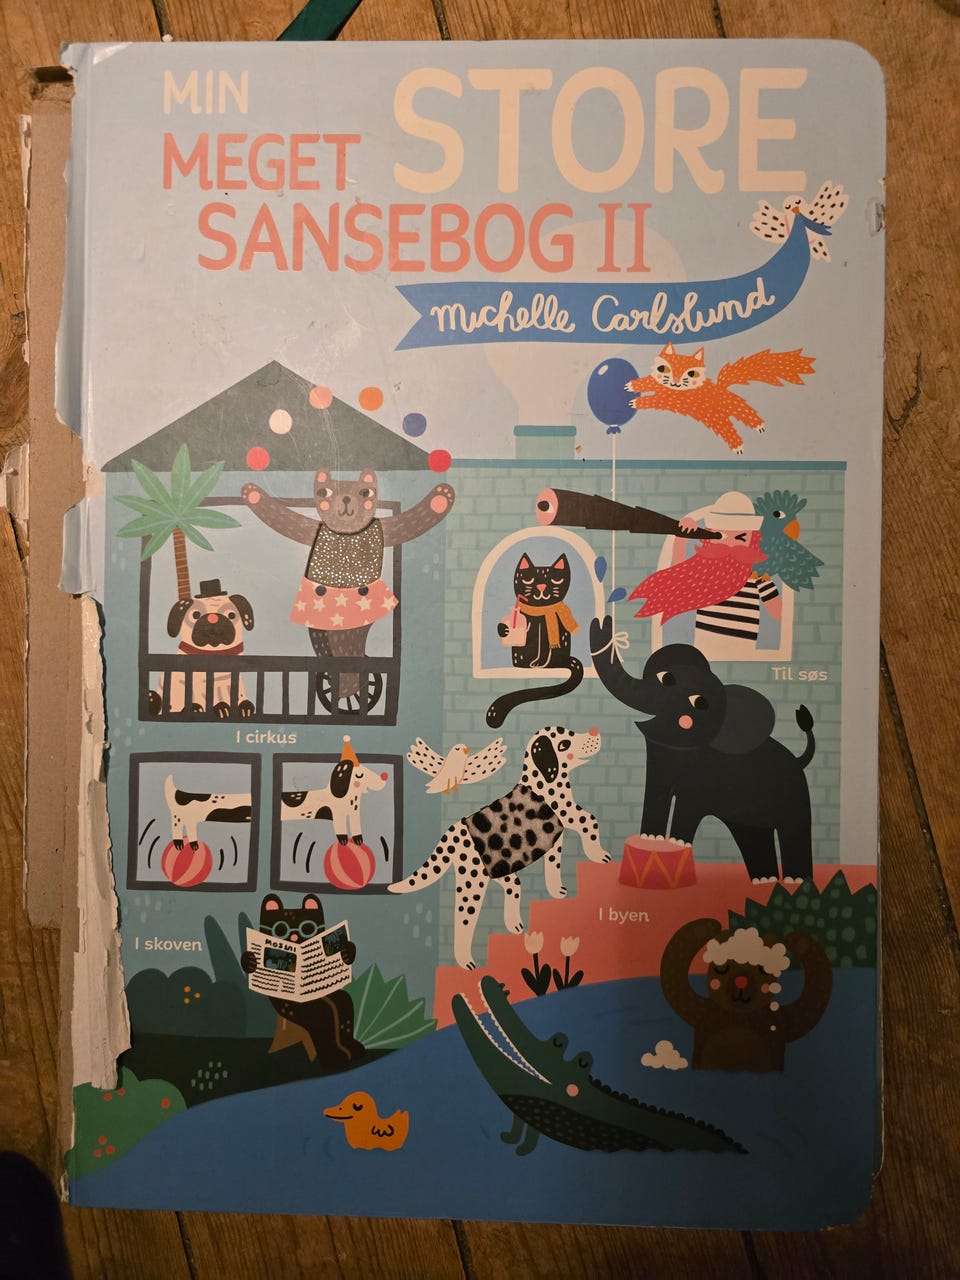 MIN
MEGET STORE
SANSEBOG II
Michelle Carlslund
Til søs
I cirkus
I byen
I skoven